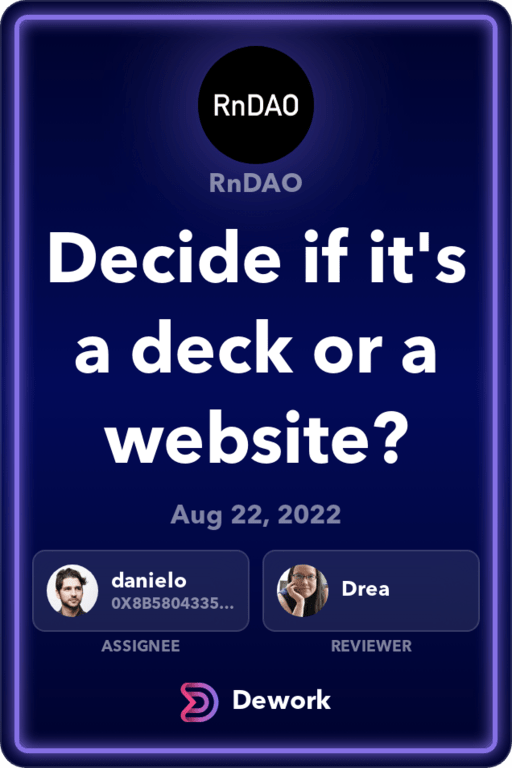 RnDAO
RnDAO
Decide if it's
a deck or a
website?
Aug 22, 2022
danielo
0X8B5804335...
Drea
ASSIGNEE
REVIEWER
Dework